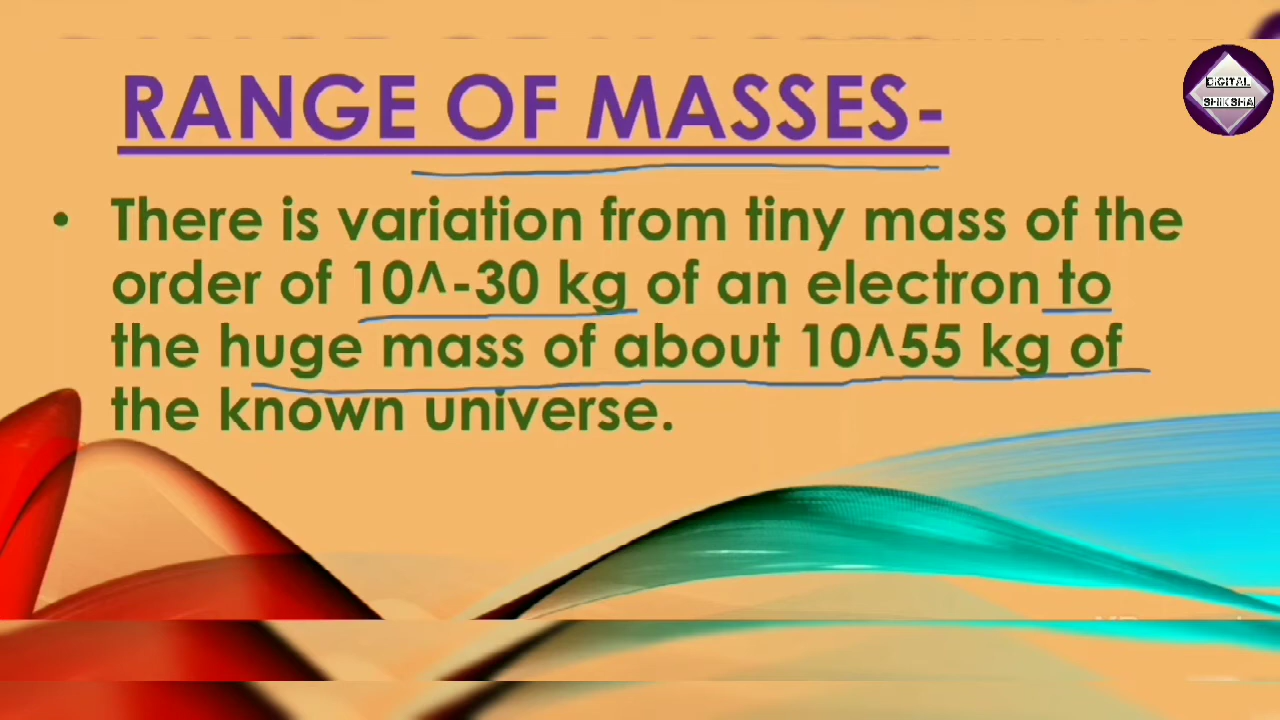 RANGE OF MASSES-
DIGITAL
SHIKSHA
• There is variation from tiny mass of the
order of 10^-30 kg of an electron to
the huge mass of about 10^55 kg of
the known universe.